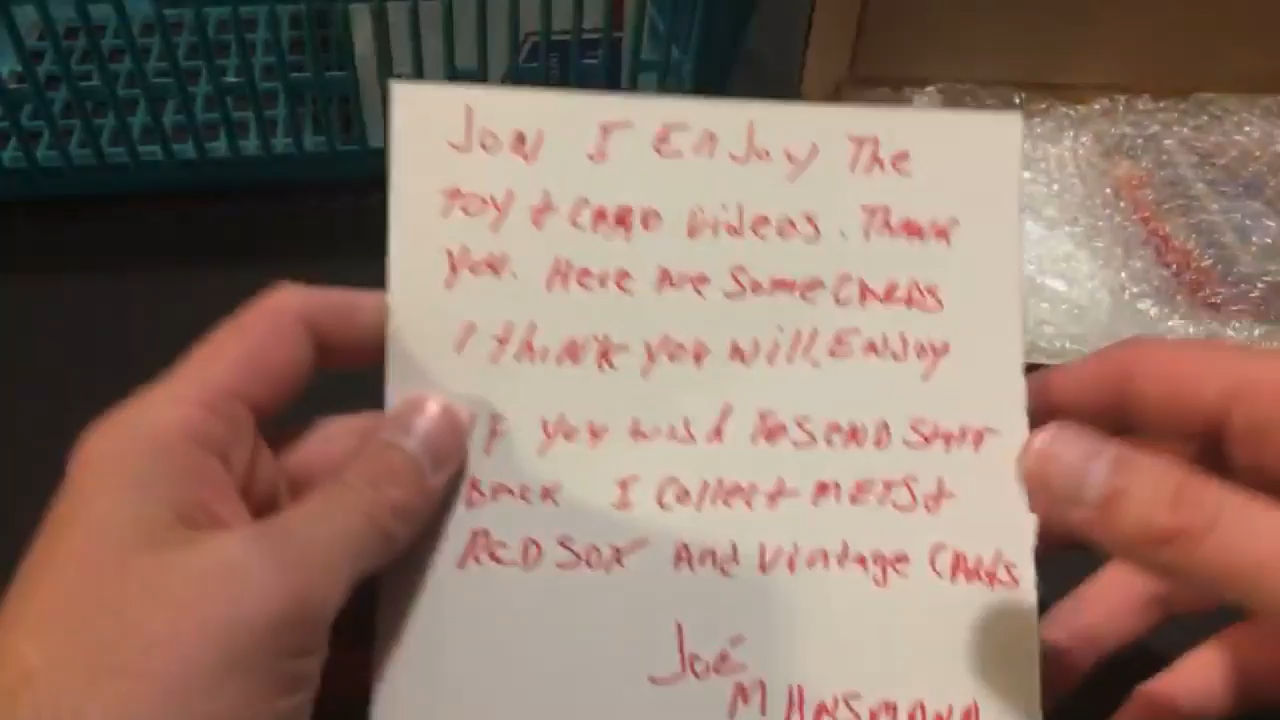 Jon I Enjoy The
Toy + CARD Videos. Thank
you. Here Are Some CARDS
I think you will ENJoy
IF you want To SEND Stuff
BACK I collect METS +
RED SOX And Vintage CARDS
Joe